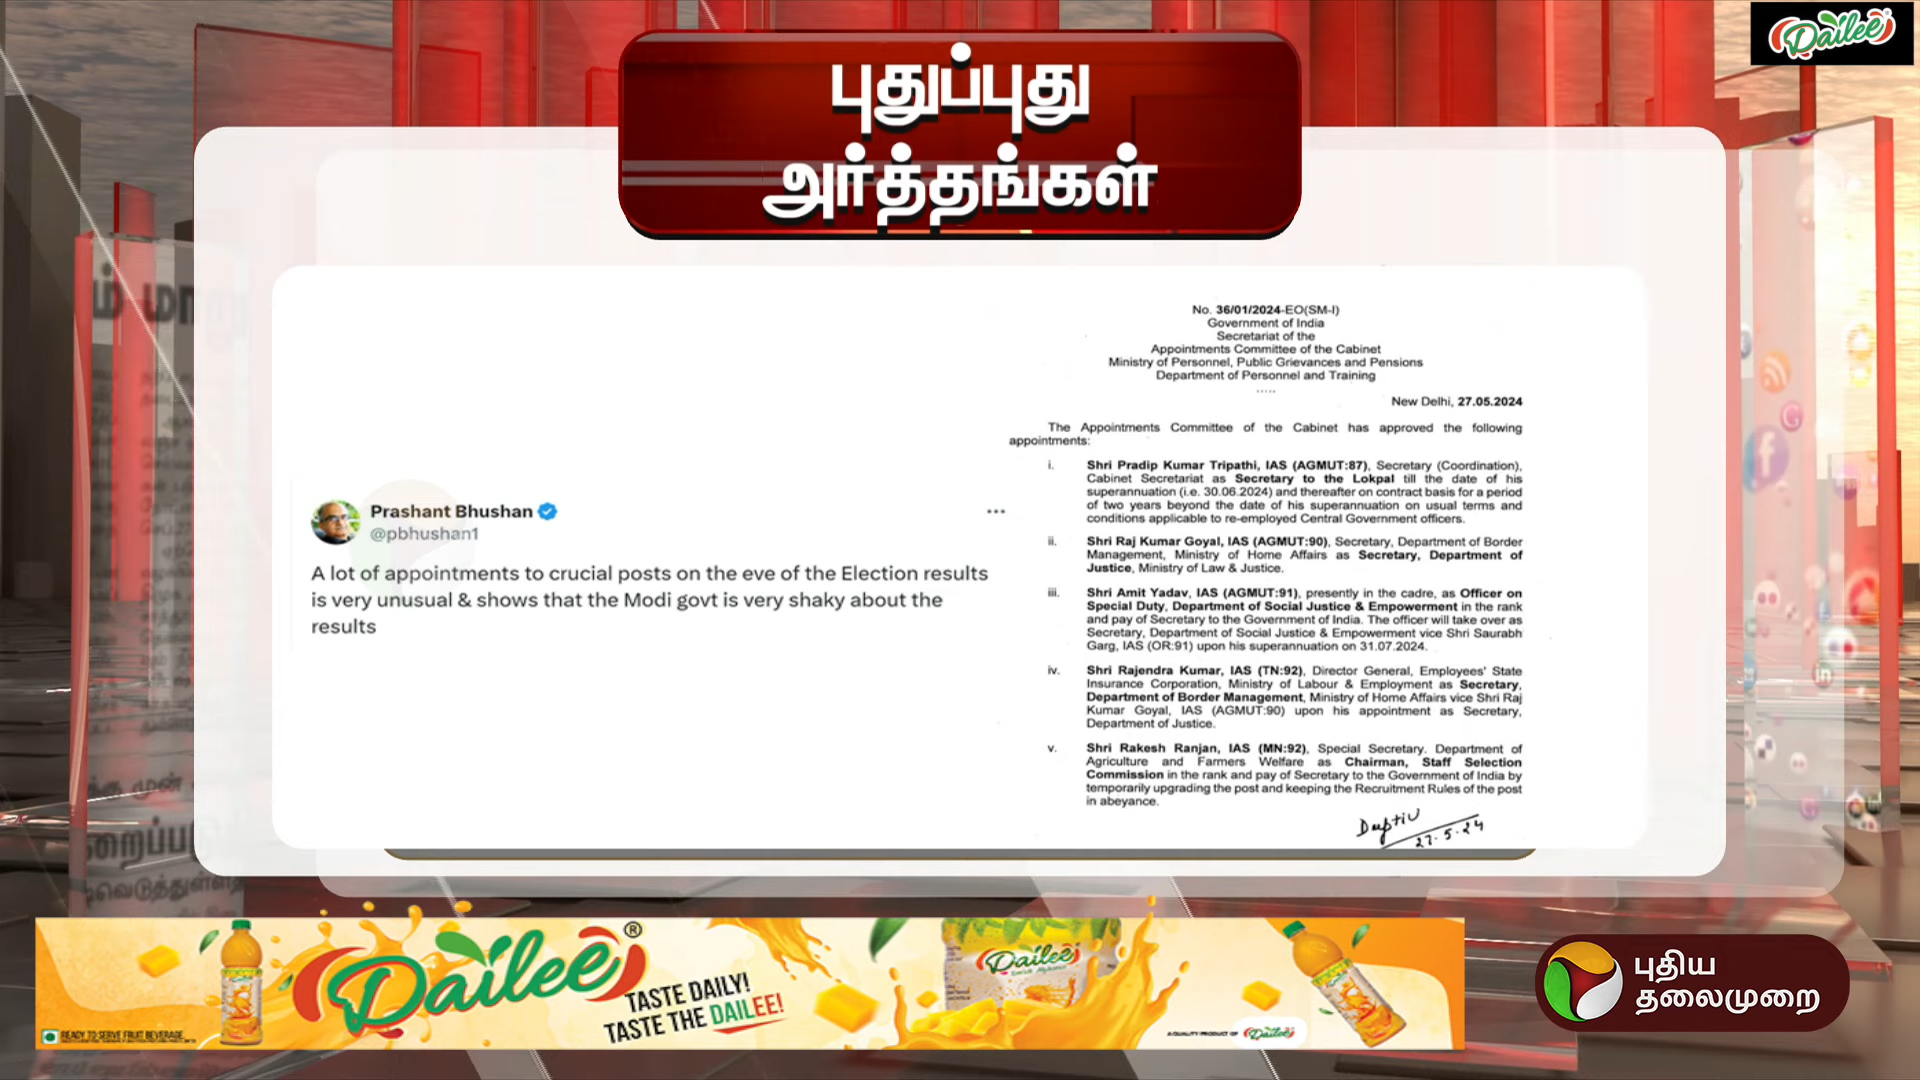 Dailee
புதுப்புது
அர்த்தங்கள்
No. 36/01/2024-EO(SM-I)
Government of India
Secretariat of the
Appointments Committee of the Cabinet
Ministry of Personnel, Public Grievances and Pensions
Department of Personnel and Training
.....
New Delhi, 27.05.2024
The Appointments Committee of the Cabinet has approved the following
appointments:
i. Shri Pradip Kumar Tripathi, IAS (AGMUT:87), Secretary (Coordination),
Cabinet Secretariat as Secretary to the Lokpal till the date of his
superannuation (i.e. 30.06.2024) and thereafter on contract basis for a period
of two years beyond the date of his superannuation on usual terms and
conditions applicable to re-employed Central Government officers.
ii. Shri Raj Kumar Goyal, IAS (AGMUT:90), Secretary, Department of Border
Management, Ministry of Home Affairs as Secretary, Department of
Justice, Ministry of Law & Justice.
iii. Shri Amit Yadav, IAS (AGMUT:91), presently in the cadre, as Officer on
Special Duty, Department of Social Justice & Empowerment in the rank
and pay of Secretary to the Government of India. The officer will take over as
Secretary, Department of Social Justice & Empowerment vice Shri Saurabh
Garg, IAS (OR:91) upon his superannuation on 31.07.2024.
iv. Shri Rajendra Kumar, IAS (TN:92), Director General, Employees' State
Insurance Corporation, Ministry of Labour & Employment as Secretary,
Department of Border Management, Ministry of Home Affairs vice Shri Raj
Kumar Goyal, IAS (AGMUT:90) upon his appointment as Secretary,
Department of Justice.
v. Shri Rakesh Ranjan, IAS (MN:92), Special Secretary. Department of
Agriculture and Farmers Welfare as Chairman, Staff Selection
Commission in the rank and pay of Secretary to the Government of India by
temporarily upgrading the post and keeping the Recruitment Rules of the post
in abeyance.
27.5.24
Prashant Bhushan
@pbhushan1
A lot of appointments to crucial posts on the eve of the Election results
is very unusual & shows that the Modi govt is very shaky about the
results
Dailee®
TASTE DAILY!
TASTE THE DAILEE!
READY TO SERVE FRUIT BEVERAGE.
Dailee
A QUALITY PRODUCT OF Dailee
புதிய
தலைமுறை